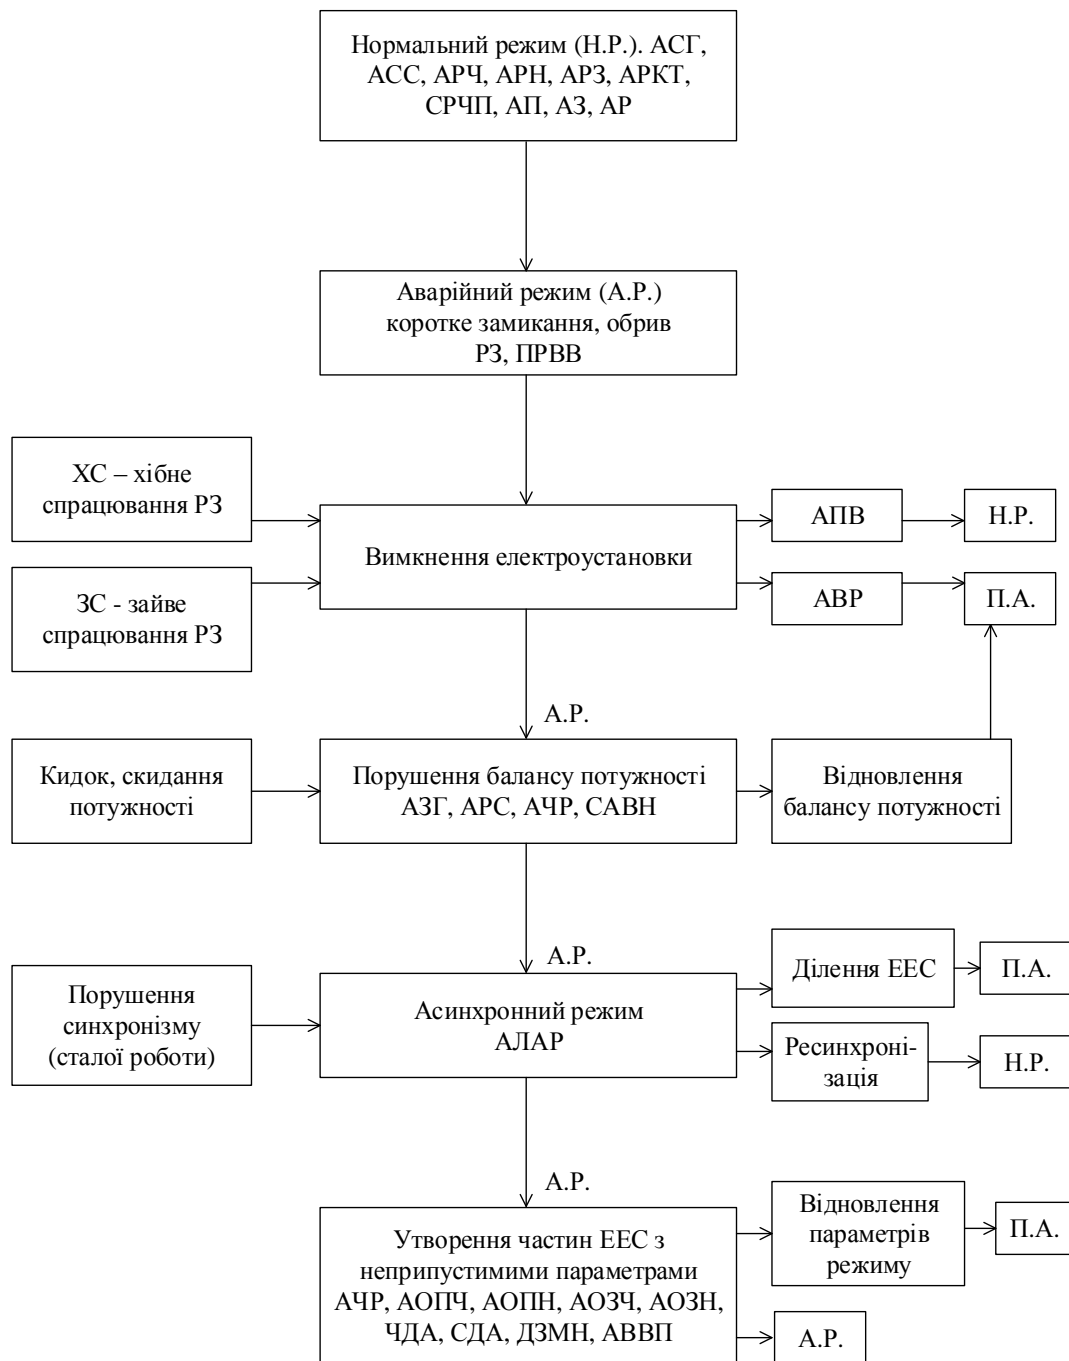 Нормальний режим (Н.Р.). АСГ,
АСС, АРЧ, АРН, АРЗ, АРКТ,
СРЧП, АП, АЗ, АР
Аварійний режим (А.Р.)
коротке замикання, обрив
РЗ, ПРВВ
ХС – хібне
спрацювання РЗ
ЗС - зайве
спрацювання РЗ
Вимкнення електроустановки
АПВ
Н.Р.
АВР
П.А.
А.Р.
Кидок, скидання
потужності
Порушення балансу потужності
АЗГ, АРС, АЧР, САВН
Відновлення
балансу потужності
А.Р.
Порушення
синхронізму
(сталої роботи)
Асинхронний режим
АЛАР
Ділення ЕЕС
П.А.
Ресинхроні-
зація
Н.Р.
А.Р.
Утворення частин ЕЕС з
неприпустимими параметрами
АЧР, АОПЧ, АОПН, АОЗЧ, АОЗН,
ЧДА, СДА, ДЗМН, АВВП
Відновлення
параметрів
режиму
П.А.
А.Р.